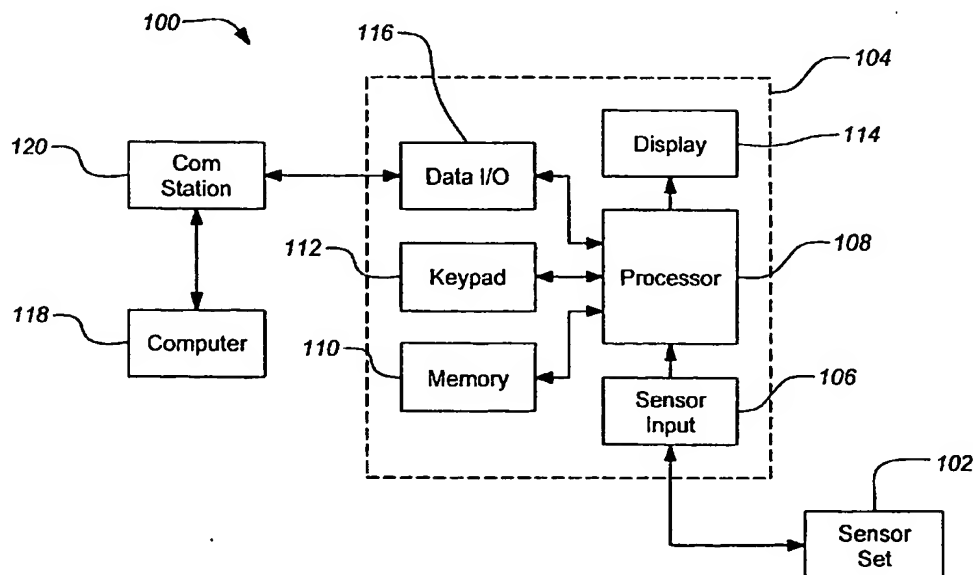 100
116
104
120
Com
Station
Data I/O
Display
114
112
Keypad
Processor
108
118
Computer
110
Memory
Sensor
Input
106
102
Sensor
Set